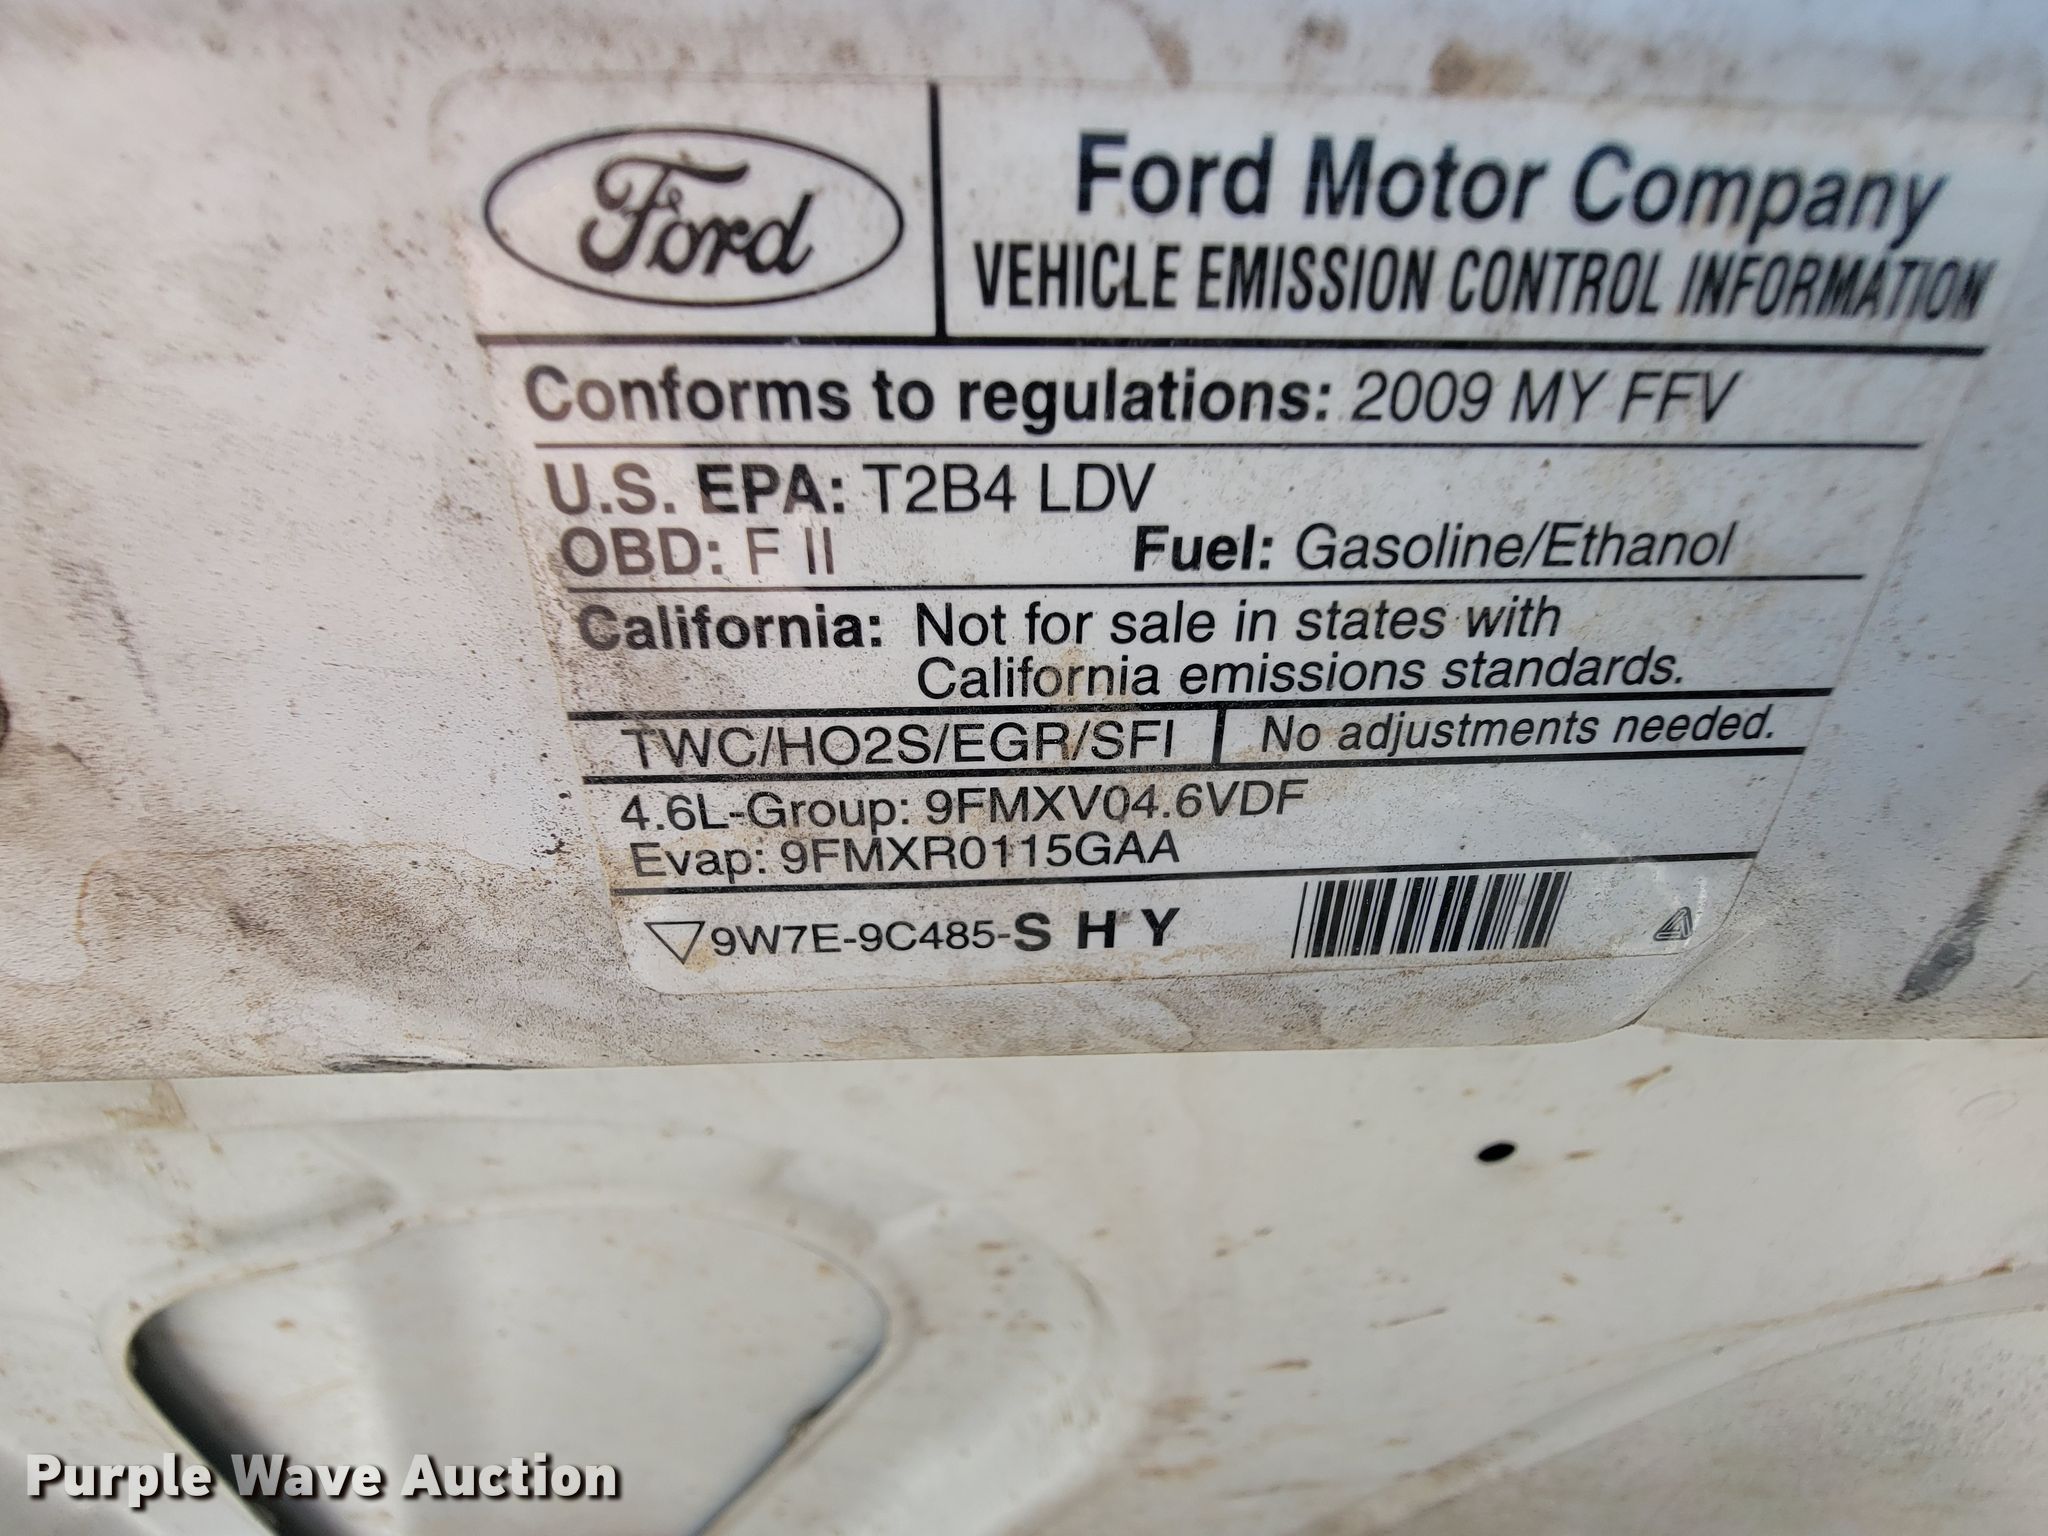 Ford
Ford Motor Company
VEHICLE EMISSION CONTROL INFORMATION
Conforms to regulations: 2009 MY FFV
U.S. EPA: T2B4 LDV
OBD: F II Fuel: Gasoline/Ethanol
California: Not for sale in states with
California emissions standards.
TWC/HO2S/EGR/SFI No adjustments needed.
4.6L-Group: 9FMXV04.6VDF
Evap: 9FMXR0115GAA
9W7E-9C485-S H Y
Purple Wave Auction